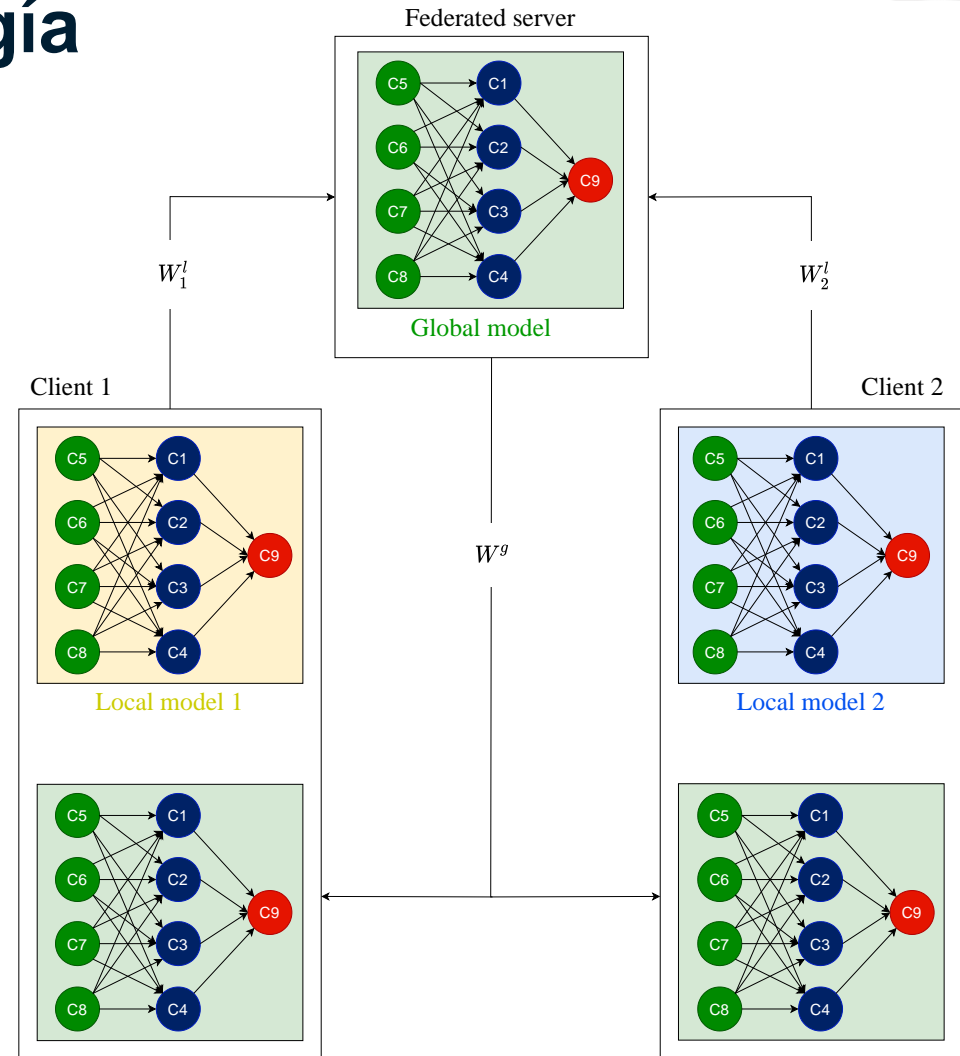 gía
Federated server
C5 C1
C6 C2
C9
C7 C3
C8 C4
Global model
W_1^l
W_2^l
Client 1
Client 2
C5 C1
C6 C2
C9
C7 C3
C8 C4
Local model 1
W^g
C5 C1
C6 C2
C9
C7 C3
C8 C4
Local model 2
C5 C1
C6 C2
C9
C7 C3
C8 C4
C5 C1
C6 C2
C9
C7 C3
C8 C4